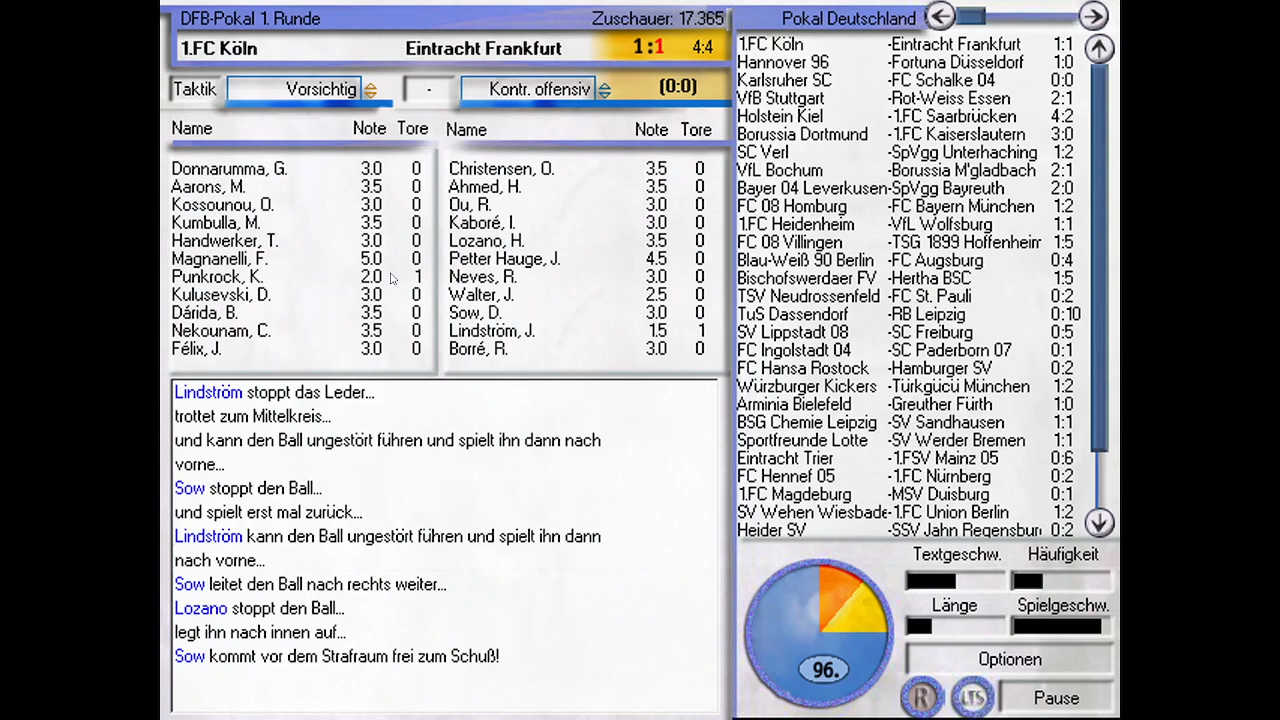 DFB-Pokal 1. Runde Zuschauer: 17.365
1.FC Köln Eintracht Frankfurt 1:1 4:4
Taktik Vorsichtig - Kontr. offensiv (0:0)
Name Note Tore Name Note Tore
Donnarumma, G. 3.0 0 Christensen, O. 3.5 0
Aarons, M. 3.5 0 Ahmed, H. 3.5 0
Kossounou, O. 3.0 0 Ou, R. 3.0 0
Kumbulla, M. 3.5 0 Kaboré, I. 3.0 0
Handwerker, T. 3.0 0 Lozano, H. 3.5 0
Magnanelli, F. 5.0 0 Petter Hauge, J. 4.5 0
Punkrock, K. 2.0 1 Neves, R. 3.0 0
Kulusevski, D. 3.0 0 Walter, J. 2.5 0
Dárida, B. 3.5 0 Sow, D. 3.0 0
Nekounam, C. 3.5 0 Lindström, J. 1.5 1
Félix, J. 3.0 0 Borré, R. 3.0 0
Lindström stoppt das Leder...
trottet zum Mittelkreis...
und kann den Ball ungestört führen und spielt ihn dann nach
vorne...
Sow stoppt den Ball...
und spielt erst mal zurück...
Lindström kann den Ball ungestört führen und spielt ihn dann
nach vorne...
Sow leitet den Ball nach rechts weiter...
Lozano stoppt den Ball...
legt ihn nach innen auf...
Sow kommt vor dem Strafraum frei zum Schuß!
Pokal Deutschland
1.FC Köln -Eintracht Frankfurt 1:1
Hannover 96 -Fortuna Düsseldorf 1:0
Karlsruher SC -FC Schalke 04 0:0
VfB Stuttgart -Rot-Weiss Essen 2:1
Holstein Kiel -1.FC Saarbrücken 4:2
Borussia Dortmund -1.FC Kaiserslautern 3:0
SC Verl -SpVgg Unterhaching 1:2
VfL Bochum -Borussia M'gladbach 2:1
Bayer 04 Leverkusen -SpVgg Bayreuth 2:0
FC 08 Homburg -FC Bayern München 1:2
1.FC Heidenheim -VfL Wolfsburg 1:1
FC 08 Villingen -TSG 1899 Hoffenheim 1:5
Blau-Weiß 90 Berlin -FC Augsburg 0:4
Bischofswerdaer FV -Hertha BSC 1:5
TSV Neudrossenfeld -FC St. Pauli 0:2
TuS Dassendorf -RB Leipzig 0:10
SV Lippstadt 08 -SC Freiburg 0:5
FC Ingolstadt 04 -SC Paderborn 07 0:1
FC Hansa Rostock -Hamburger SV 0:2
Würzburger Kickers -Türkgücü München 1:2
Arminia Bielefeld -Greuther Fürth 1:0
BSG Chemie Leipzig -SV Sandhausen 1:1
Sportfreunde Lotte -SV Werder Bremen 1:1
Eintracht Trier -1.FSV Mainz 05 0:6
FC Hennef 05 -1.FC Nürnberg 0:2
1.FC Magdeburg -MSV Duisburg 0:1
SV Wehen Wiesbade -1.FC Union Berlin 1:2
Heider SV -SSV Jahn Regensbur 0:2
Textgeschw. Häufigkeit
Länge Spielgeschw.
96.
Optionen
R LTS Pause